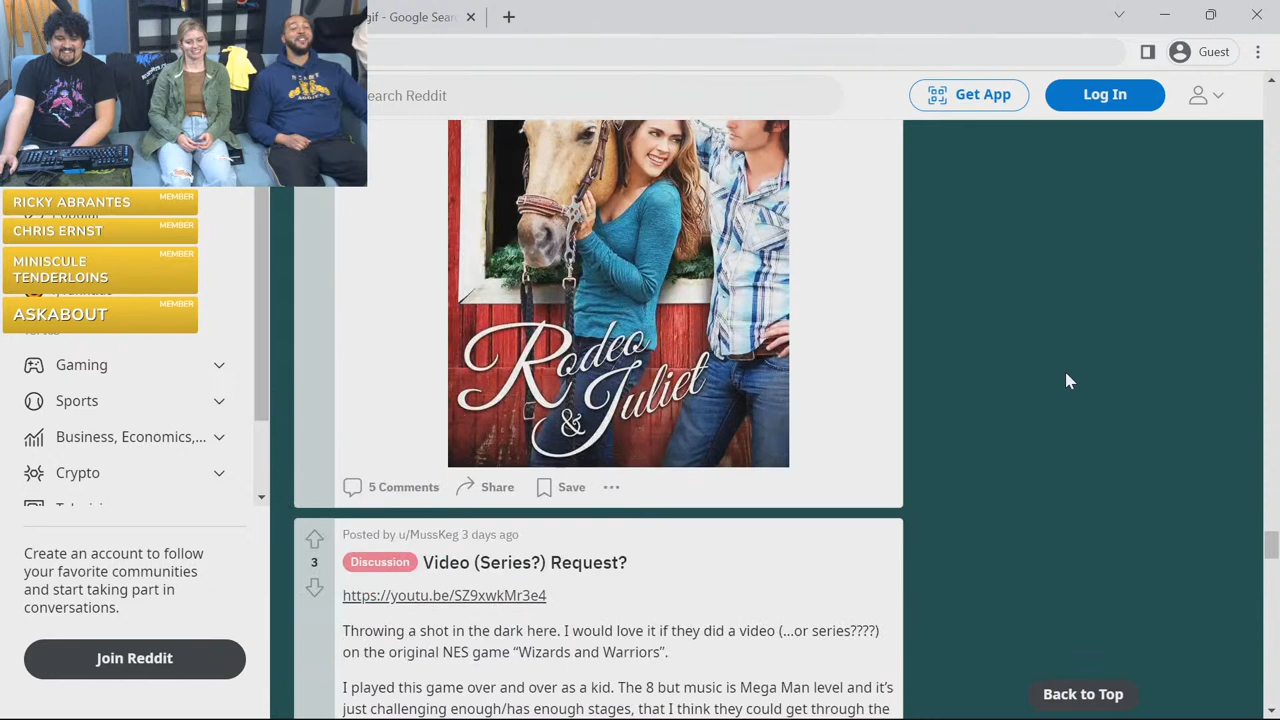 gif - Google Sear
Guest
earch Reddit
Get App
Log In
RICKY ABRANTES
MEMBER
CHRIS ERNST
MEMBER
MINISCULE
TENDERLOINS
MEMBER
ASKABOUT
MEMBER
Gaming
Sports
Business, Economics,...
Crypto
Create an account to follow
your favorite communities
and start taking part in
conversations.
Join Reddit
AGGIES
Rodeo
& Juliet
5 Comments
Share
Save
Posted by u/MussKeg 3 days ago
3
Discussion
Video (Series?) Request?
https://youtu.be/SZ9xwkMr3e4
Throwing a shot in the dark here. I would love it if they did a video (...or series????)
on the original NES game “Wizards and Warriors”.
I played this game over and over as a kid. The 8 but music is Mega Man level and it’s
just challenging enough/has enough stages, that I think they could get through the
Back to Top